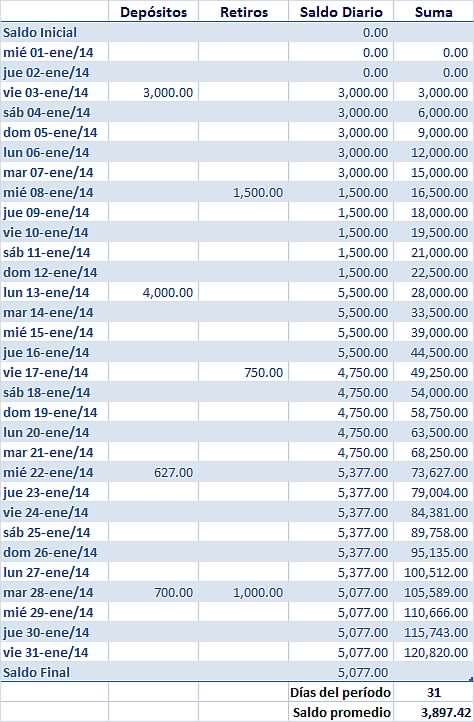 Depósitos Retiros Saldo Diario Suma
Saldo Inicial 0.00
mié 01-ene/14 0.00 0.00
jue 02-ene/14 0.00 0.00
vie 03-ene/14 3,000.00 3,000.00 3,000.00
sáb 04-ene/14 3,000.00 6,000.00
dom 05-ene/14 3,000.00 9,000.00
lun 06-ene/14 3,000.00 12,000.00
mar 07-ene/14 3,000.00 15,000.00
mié 08-ene/14 1,500.00 1,500.00 16,500.00
jue 09-ene/14 1,500.00 18,000.00
vie 10-ene/14 1,500.00 19,500.00
sáb 11-ene/14 1,500.00 21,000.00
dom 12-ene/14 1,500.00 22,500.00
lun 13-ene/14 4,000.00 5,500.00 28,000.00
mar 14-ene/14 5,500.00 33,500.00
mié 15-ene/14 5,500.00 39,000.00
jue 16-ene/14 5,500.00 44,500.00
vie 17-ene/14 750.00 4,750.00 49,250.00
sáb 18-ene/14 4,750.00 54,000.00
dom 19-ene/14 4,750.00 58,750.00
lun 20-ene/14 4,750.00 63,500.00
mar 21-ene/14 4,750.00 68,250.00
mié 22-ene/14 627.00 5,377.00 73,627.00
jue 23-ene/14 5,377.00 79,004.00
vie 24-ene/14 5,377.00 84,381.00
sáb 25-ene/14 5,377.00 89,758.00
dom 26-ene/14 5,377.00 95,135.00
lun 27-ene/14 5,377.00 100,512.00
mar 28-ene/14 700.00 1,000.00 5,077.00 105,589.00
mié 29-ene/14 5,077.00 110,666.00
jue 30-ene/14 5,077.00 115,743.00
vie 31-ene/14 5,077.00 120,820.00
Saldo Final 5,077.00
Días del período 31
Saldo promedio 3,897.42